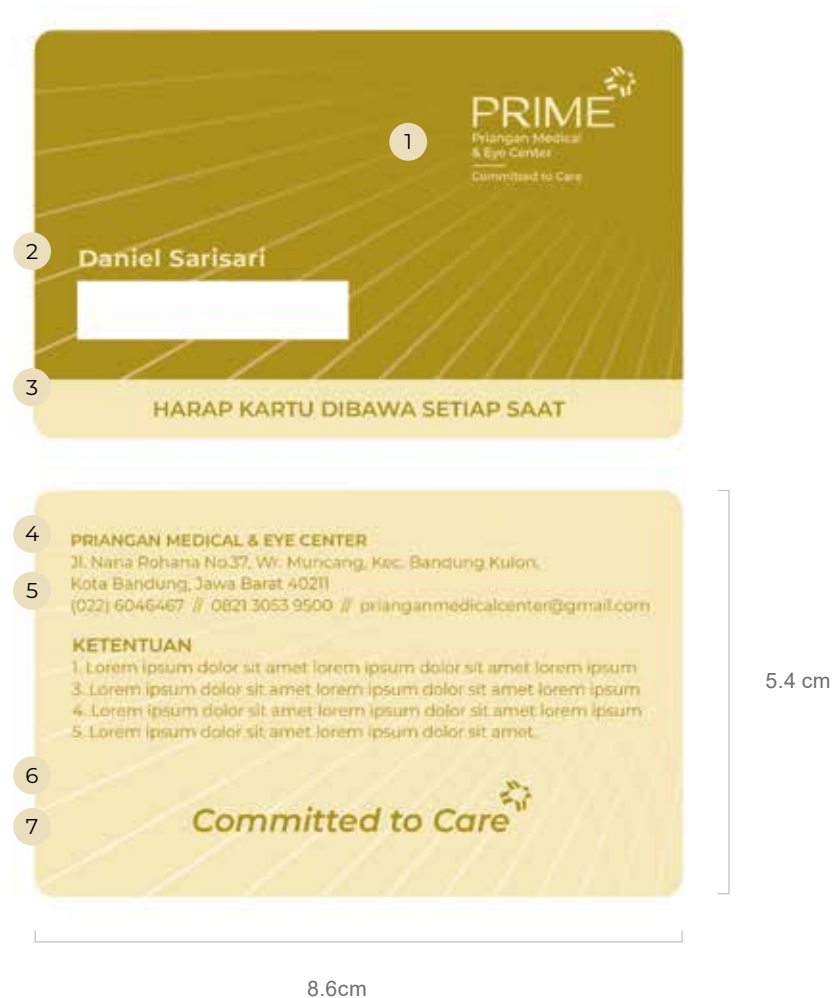 PRIME
Priangan Medical
& Eye Center
Committed to Care
1
2
Daniel Sarisari
3
HARAP KARTU DIBAWA SETIAP SAAT
4
PRIANGAN MEDICAL & EYE CENTER
Jl. Nana Rohana No.37, Wr. Muncang, Kec. Bandung Kulon,
5
Kota Bandung, Jawa Barat 40211
(022) 6046467 // 0821 3053 9500 // prianganmedicalcenter@gmail.com
KETENTUAN
1. Lorem ipsum dolor sit amet lorem ipsum dolor sit amet lorem ipsum
3. Lorem ipsum dolor sit amet lorem ipsum dolor sit amet lorem ipsum
4. Lorem ipsum dolor sit amet lorem ipsum dolor sit amet lorem ipsum
5. Lorem ipsum dolor sit amet lorem ipsum dolor sit amet.
6
7
Committed to Care
5.4 cm
8.6cm